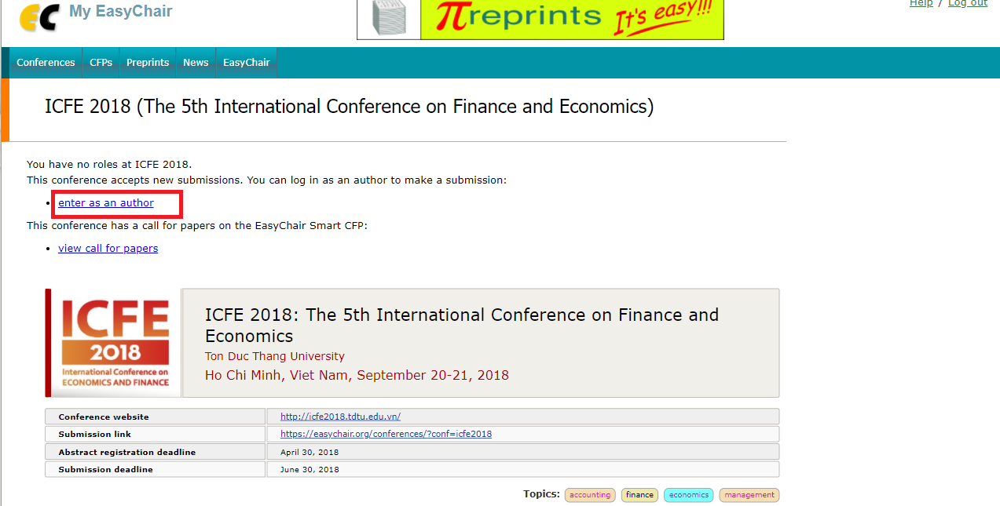 My EasyChair
πreprints It's easy!!!
Help / Log out
Conferences CFPs Preprints News EasyChair
ICFE 2018 (The 5th International Conference on Finance and Economics)
You have no roles at ICFE 2018.
This conference accepts new submissions. You can log in as an author to make a submission:
• enter as an author
This conference has a call for papers on the EasyChair Smart CFP:
• view call for papers
ICFE
2018
International Conference on
ECONOMICS AND FINANCE
ICFE 2018: The 5th International Conference on Finance and
Economics
Ton Duc Thang University
Ho Chi Minh, Viet Nam, September 20-21, 2018
Conference website http://icfe2018.tdtu.edu.vn/
Submission link https://easychair.org/conferences/?conf=icfe2018
Abstract registration deadline April 30, 2018
Submission deadline June 30, 2018
Topics: accounting finance economics management